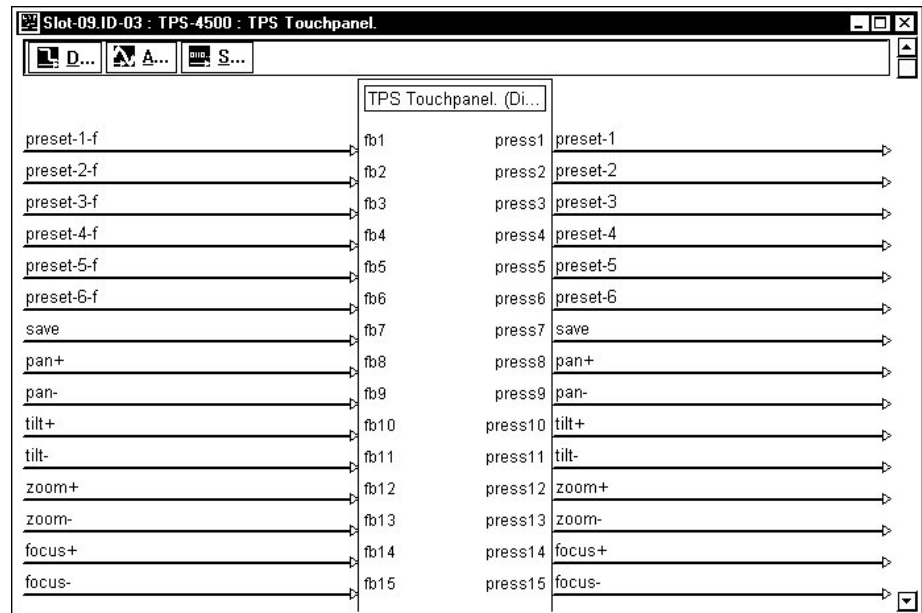 Slot-09.ID-03 : TPS-4500 : TPS Touchpanel.
D... A... S...
TPS Touchpanel. (Di...
preset-1-f fb1 press1 preset-1
preset-2-f fb2 press2 preset-2
preset-3-f fb3 press3 preset-3
preset-4-f fb4 press4 preset-4
preset-5-f fb5 press5 preset-5
preset-6-f fb6 press6 preset-6
save fb7 press7 save
pan+ fb8 press8 pan+
pan- fb9 press9 pan-
tilt+ fb10 press10 tilt+
tilt- fb11 press11 tilt-
zoom+ fb12 press12 zoom+
zoom- fb13 press13 zoom-
focus+ fb14 press14 focus+
focus- fb15 press15 focus-